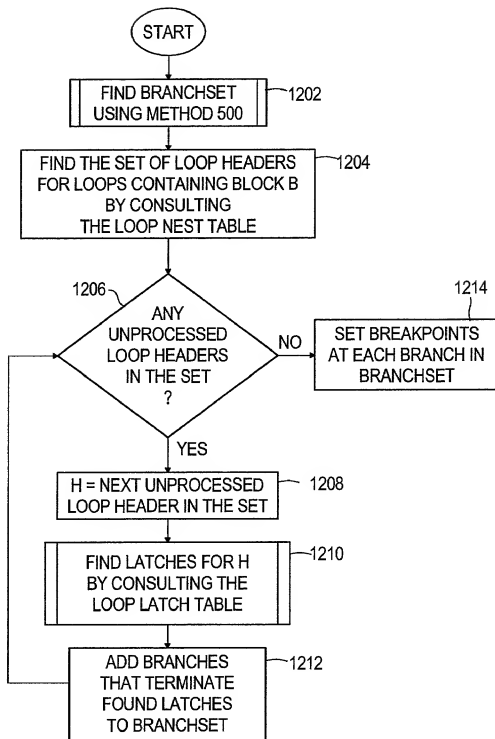 START
FIND BRANCHSET
USING METHOD 500
1202
FIND THE SET OF LOOP HEADERS
FOR LOOPS CONTAINING BLOCK B
BY CONSULTING
THE LOOP NEST TABLE
1204
1206
ANY
UNPROCESSED
LOOP HEADERS
IN THE SET
?
NO
1214
SET BREAKPOINTS
AT EACH BRANCH IN
BRANCHSET
YES
H = NEXT UNPROCESSED
LOOP HEADER IN THE SET
1208
FIND LATCHES FOR H
BY CONSULTING THE
LOOP LATCH TABLE
1210
ADD BRANCHES
THAT TERMINATE
FOUND LATCHES
TO BRANCHSET
1212